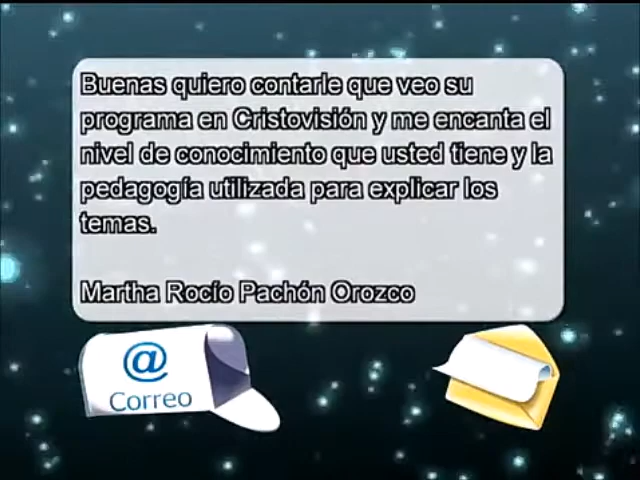 Buenas quiero contarle que veo su
programa en Cristovisión y me encanta el
nivel de conocimiento que usted tiene y la
pedagogía utilizada para explicar los
temas.
Martha Rocío Pachón Orozco
@
Correo